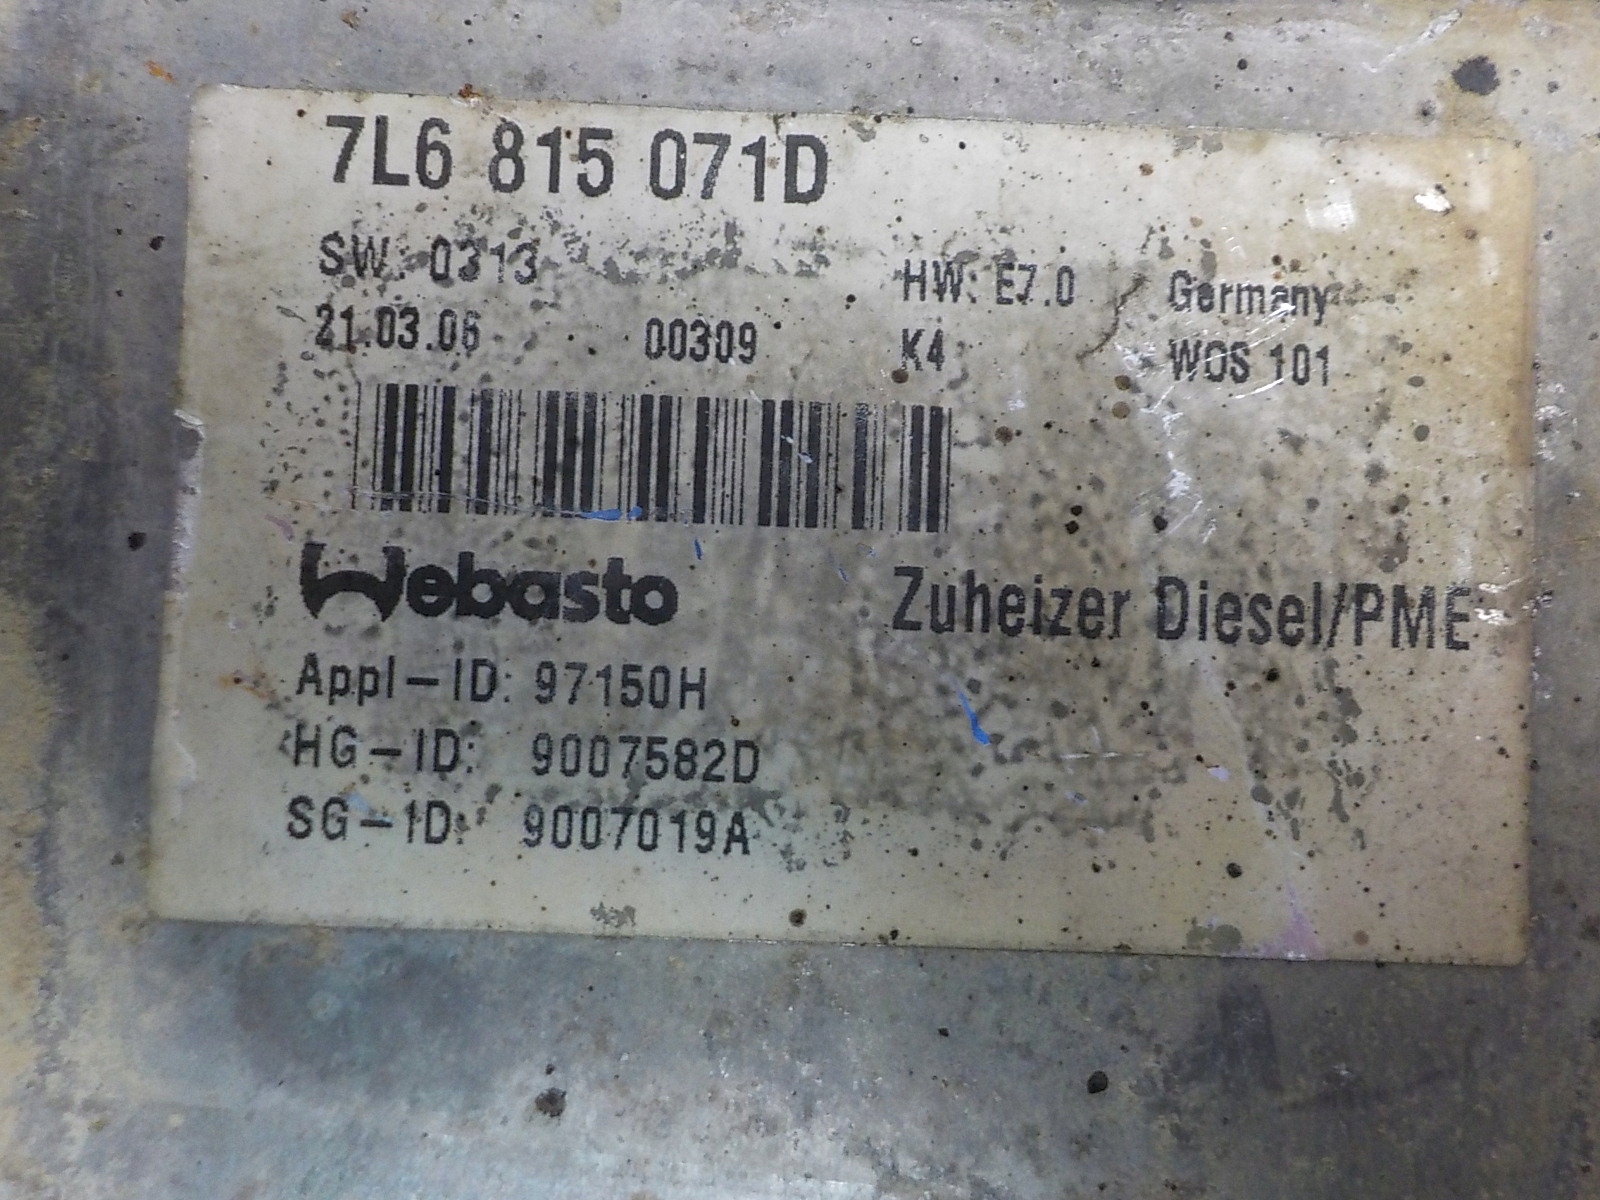 7L6 815 071D
SW: 0313 HW: E7.0 Germany
21.03.06 00309 K4 WOS 101
Webasto Zuheizer Diesel/PME
Appl-ID: 97150H
HG-ID: 9007582D
SG-ID: 9007019A